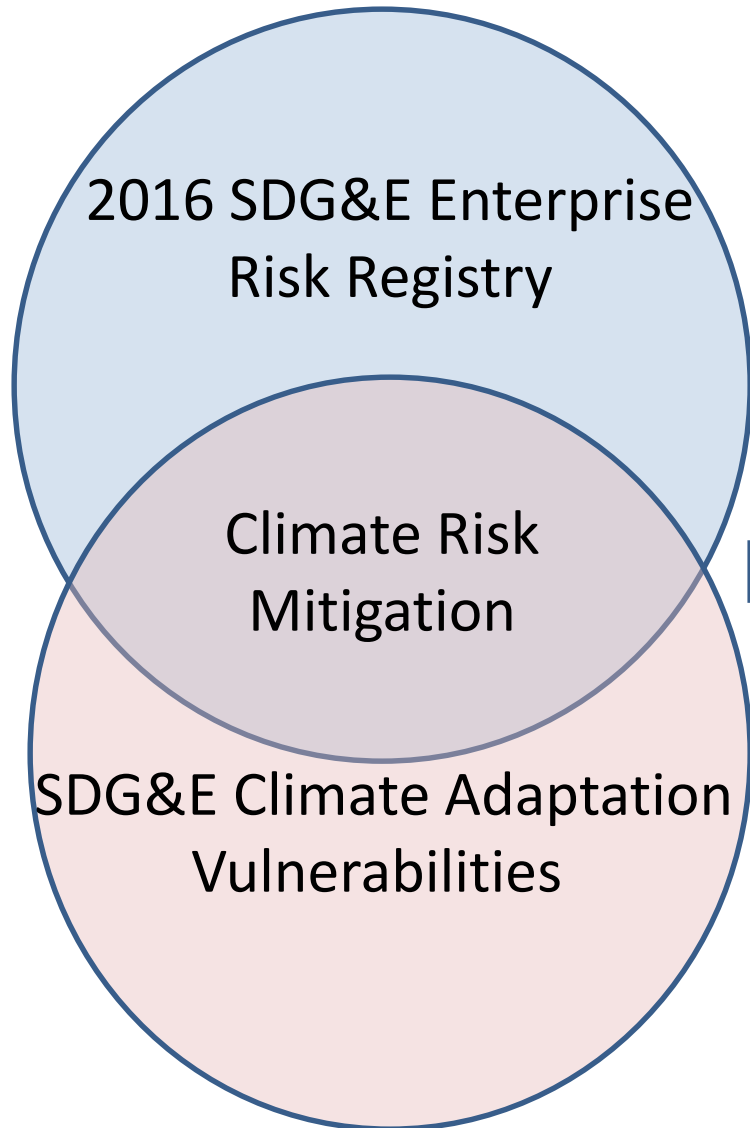 2016 SDG&E Enterprise
Risk Registry
Climate Risk
Mitigation
SDG&E Climate Adaptation
Vulnerabilities